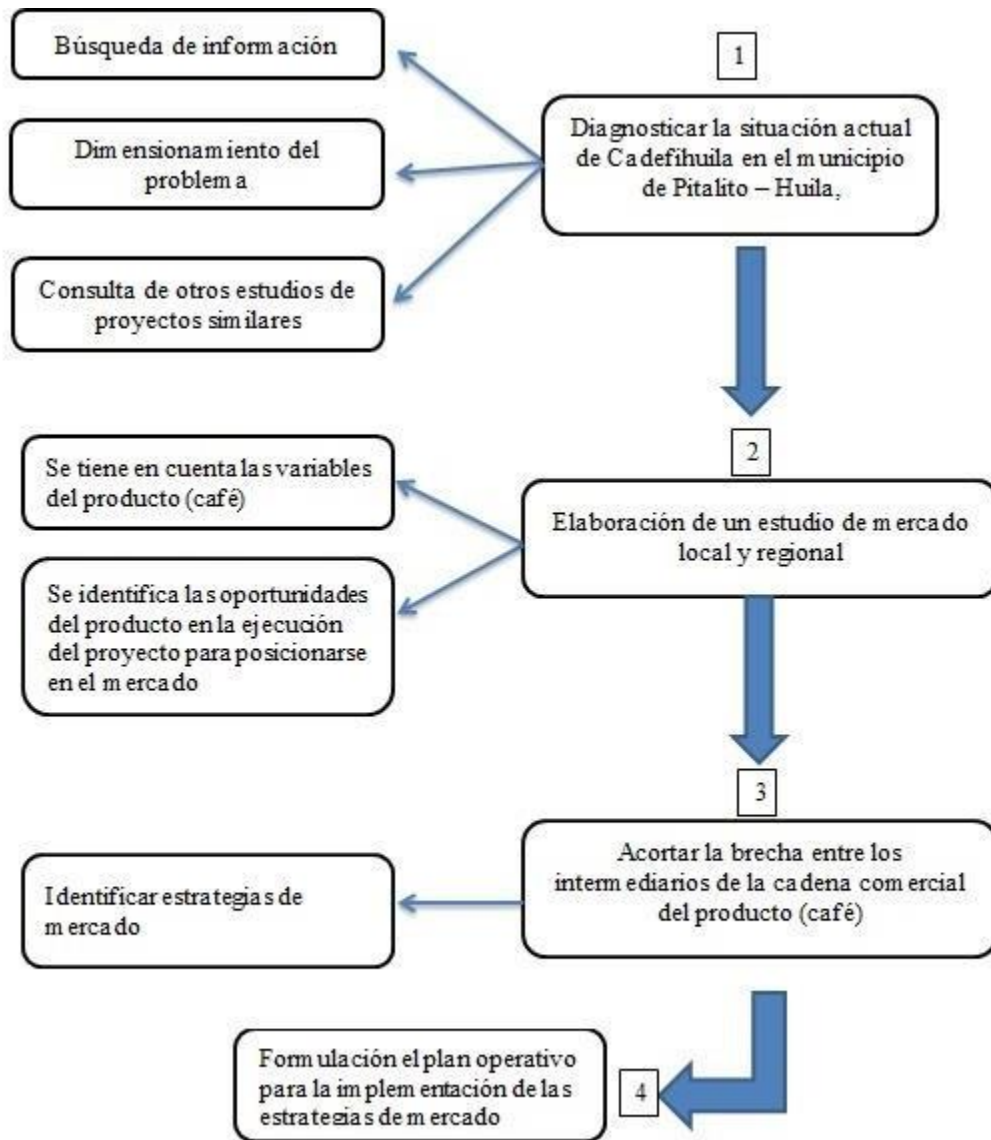 Búsqueda de información
1
Diagnosticar la situación actual
de Cadefihuila en el municipio
de Pitalito – Huila,
Dimensionamiento del
problema
Consulta de otros estudios de
proyectos similares
2
Elaboración de un estudio de mercado
local y regional
Se tiene en cuenta las variables
del producto (café)
Se identifica las oportunidades
del producto en la ejecución
del proyecto para posicionarse
en el mercado
3
Acortar la brecha entre los
intermediarios de la cadena comercial
del producto (café)
Identificar estrategias de
mercado
4
Formulación el plan operativo
para la implementación de las
estrategias de mercado